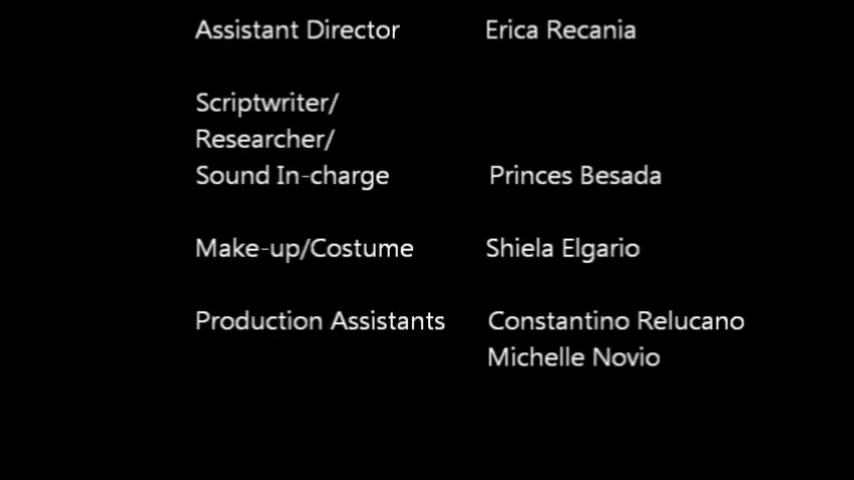 Assistant Director Erica Recania
Scriptwriter/
Researcher/
Sound In-charge Princes Besada
Make-up/Costume Shiela Elgario
Production Assistants Constantino Relucano
Michelle Novio